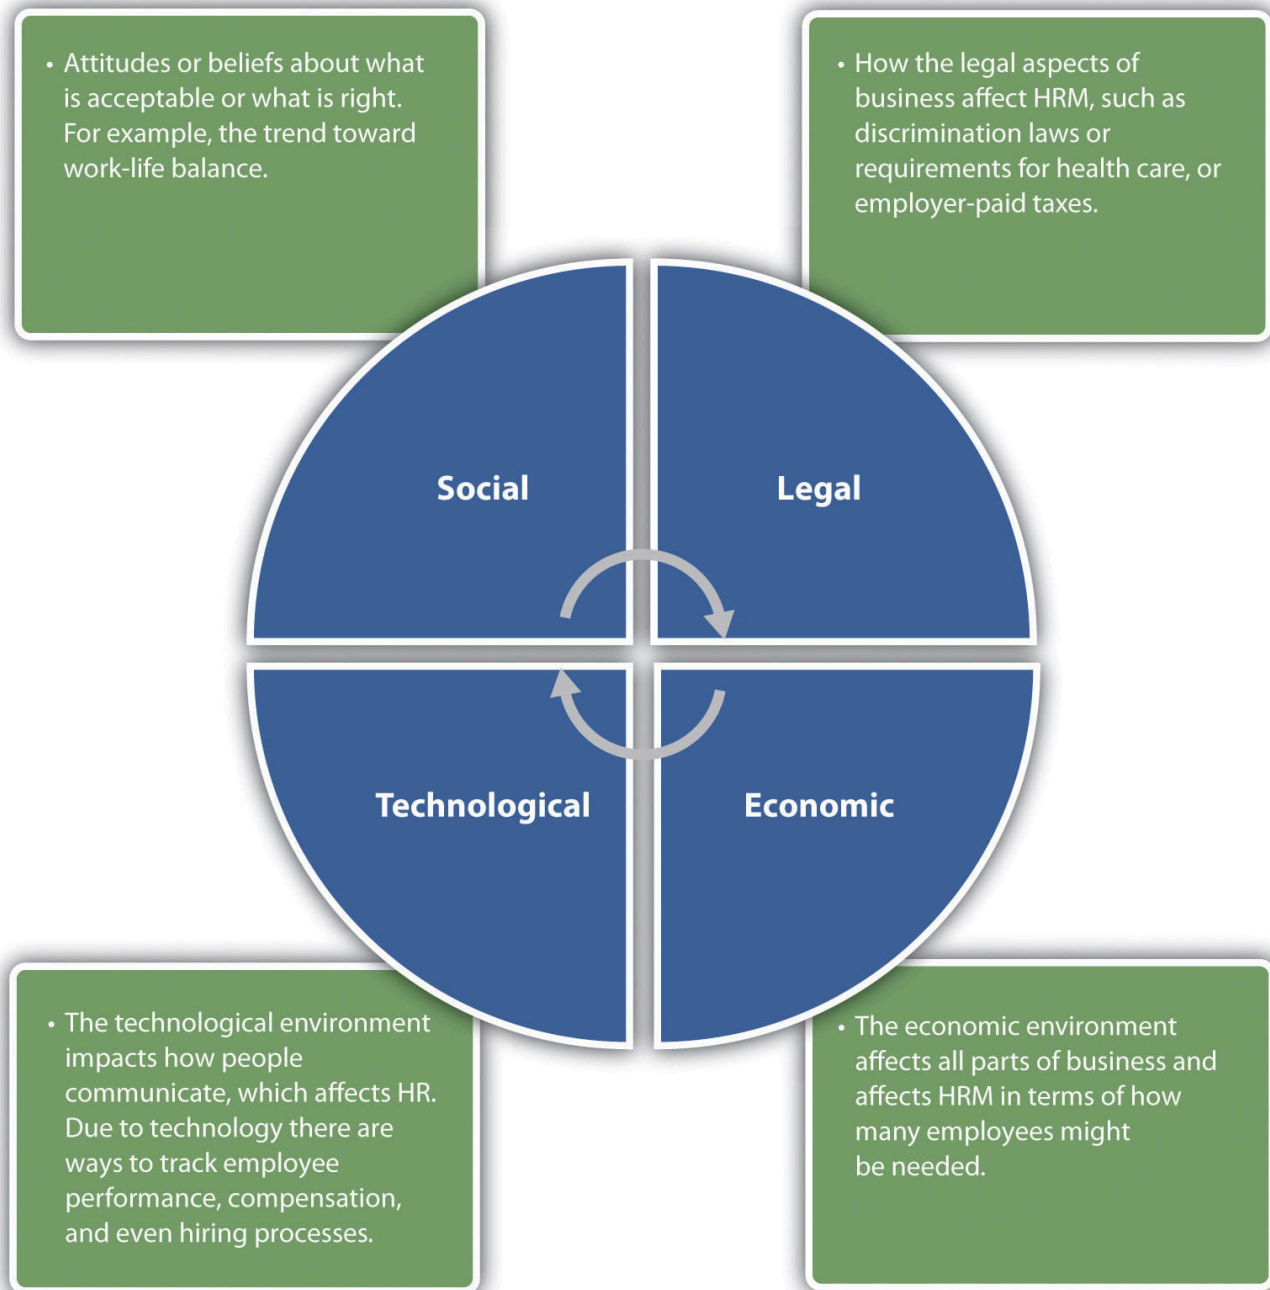 • Attitudes or beliefs about what
is acceptable or what is right.
For example, the trend toward
work-life balance.
• How the legal aspects of
business affect HRM, such as
discrimination laws or
requirements for health care, or
employer-paid taxes.
Social
Legal
Technological
Economic
• The technological environment
impacts how people
communicate, which affects HR.
Due to technology there are
ways to track employee
performance, compensation,
and even hiring processes.
• The economic environment
affects all parts of business and
affects HRM in terms of how
many employees might
be needed.